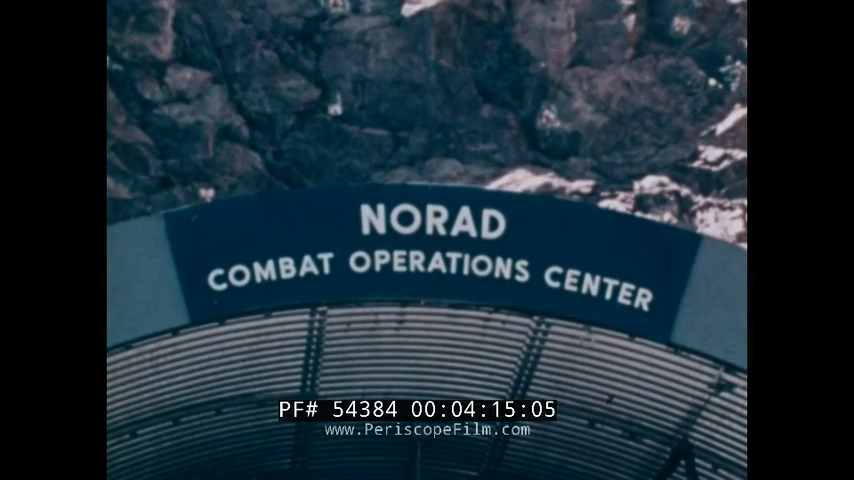 NORAD
COMBAT OPERATIONS CENTER
PF# 54384 00:04:15:05
www.PeriscopeFilm.com